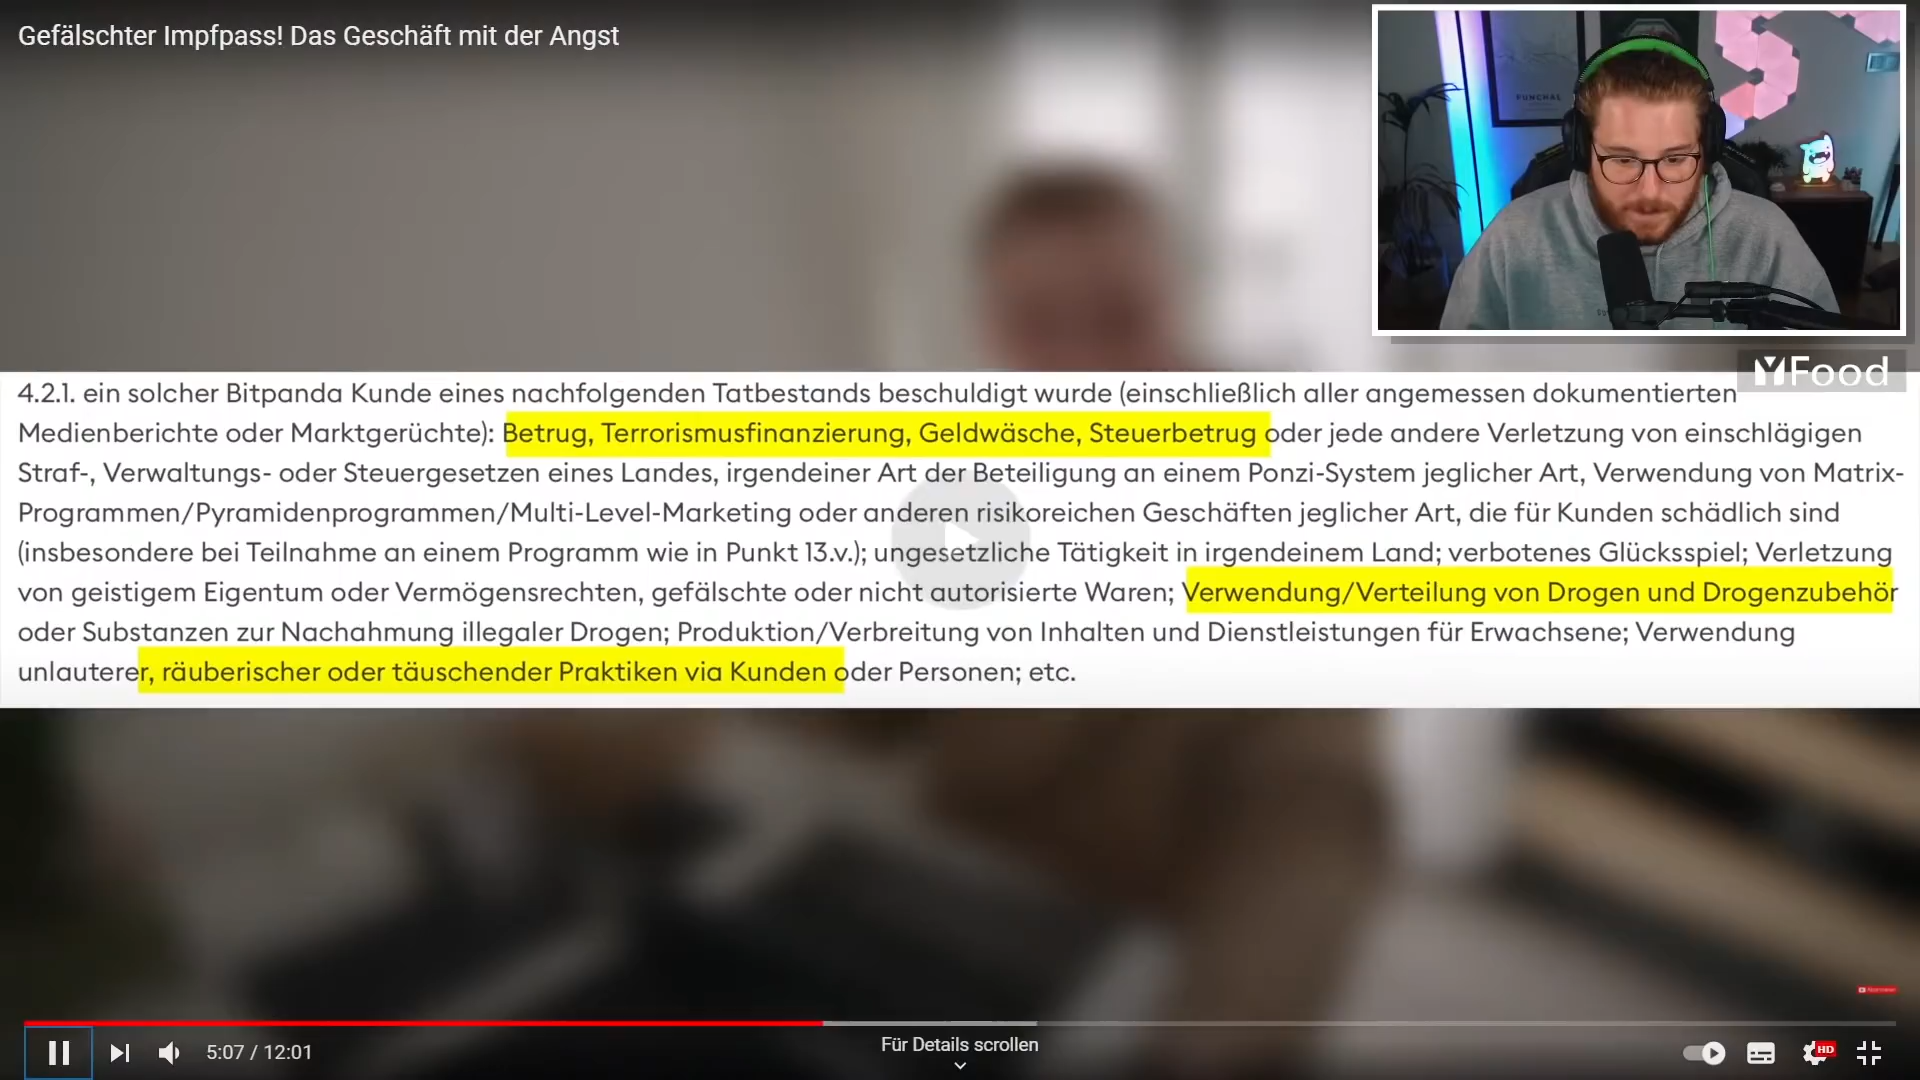 Gefälschter Impfpass! Das Geschäft mit der Angst
FUNCHAL
Food
4.2.1. ein solcher Bitpanda Kunde eines nachfolgenden Tatbestands beschuldigt wurde (einschließlich aller angemessen dokumentierten
Medienberichte oder Marktgerüchte): Betrug, Terrorismusfinanzierung, Geldwäsche, Steuerbetrug oder jede andere Verletzung von einschlägigen
Straf-, Verwaltungs- oder Steuergesetzen eines Landes, irgendeiner Art der Beteiligung an einem Ponzi-System jeglicher Art, Verwendung von Matrix-
Programmen/Pyramidenprogrammen/Multi-Level-Marketing oder anderen risikoreichen Geschäften jeglicher Art, die für Kunden schädlich sind
(insbesondere bei Teilnahme an einem Programm wie in Punkt 13.v.); ungesetzliche Tätigkeit in irgendeinem Land; verbotenes Glücksspiel; Verletzung
von geistigem Eigentum oder Vermögensrechten, gefälschte oder nicht autorisierte Waren; Verwendung/Verteilung von Drogen und Drogenzubehör
oder Substanzen zur Nachahmung illegaler Drogen; Produktion/Verbreitung von Inhalten und Dienstleistungen für Erwachsene; Verwendung
unlauterer, räuberischer oder täuschender Praktiken via Kunden oder Personen; etc.
5:07 / 12:01
Für Details scrollen
HD